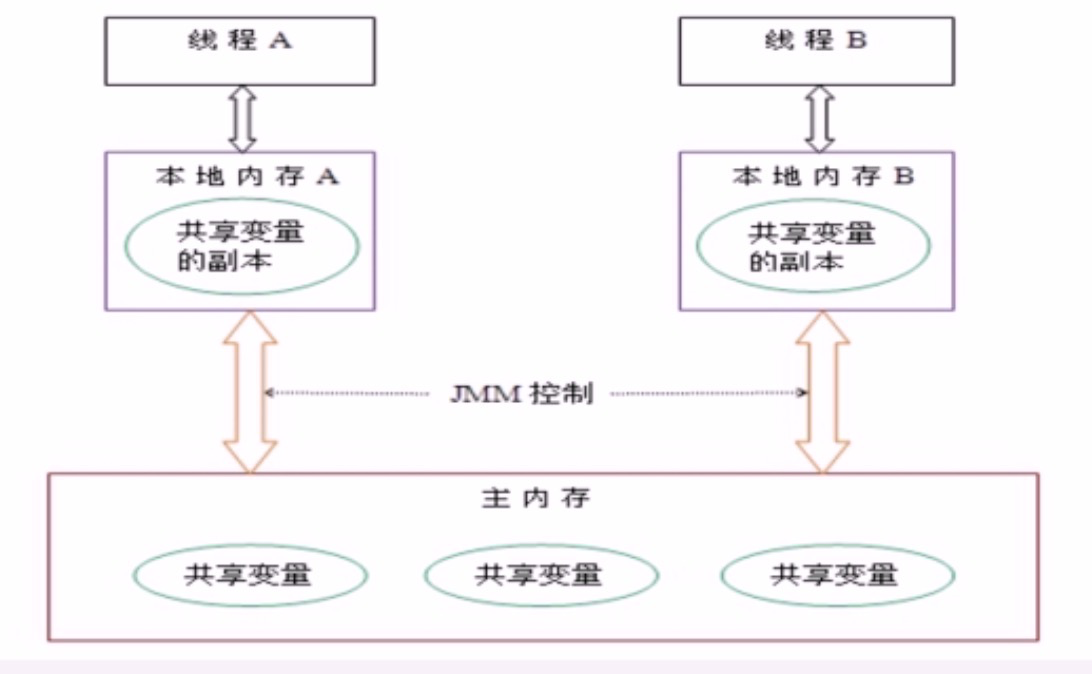 线程 A
线程 B
本地内存 A
共享变量
的副本
本地内存 B
共享变量
的副本
JMM 控制
主内存
共享变量
共享变量
共享变量